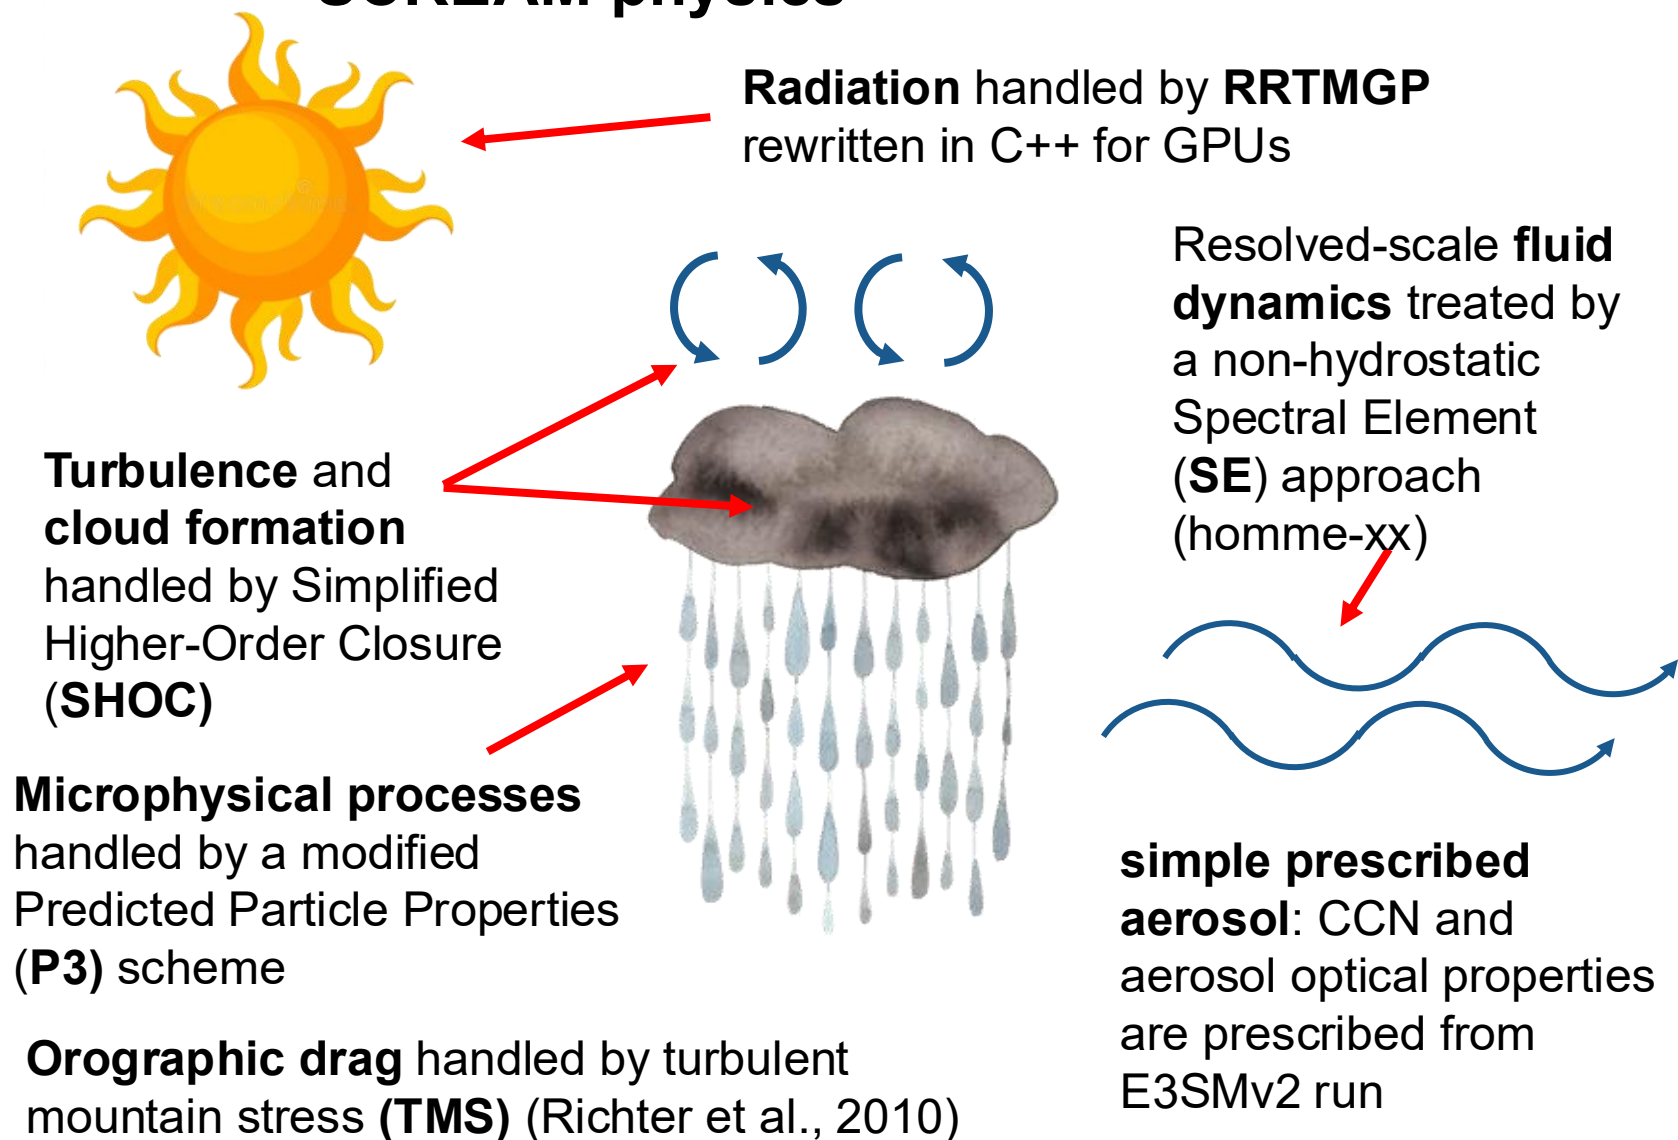 SCREAM physics
Radiation handled by RRTMGP
rewritten in C++ for GPUs
Resolved-scale fluid
dynamics treated by
a non-hydrostatic
Spectral Element
(SE) approach
(homme-xx)
Turbulence and
cloud formation
handled by Simplified
Higher-Order Closure
(SHOC)
Microphysical processes
handled by a modified
Predicted Particle Properties
(P3) scheme
simple prescribed
aerosol: CCN and
aerosol optical properties
are prescribed from
E3SMv2 run
Orographic drag handled by turbulent
mountain stress (TMS) (Richter et al., 2010)